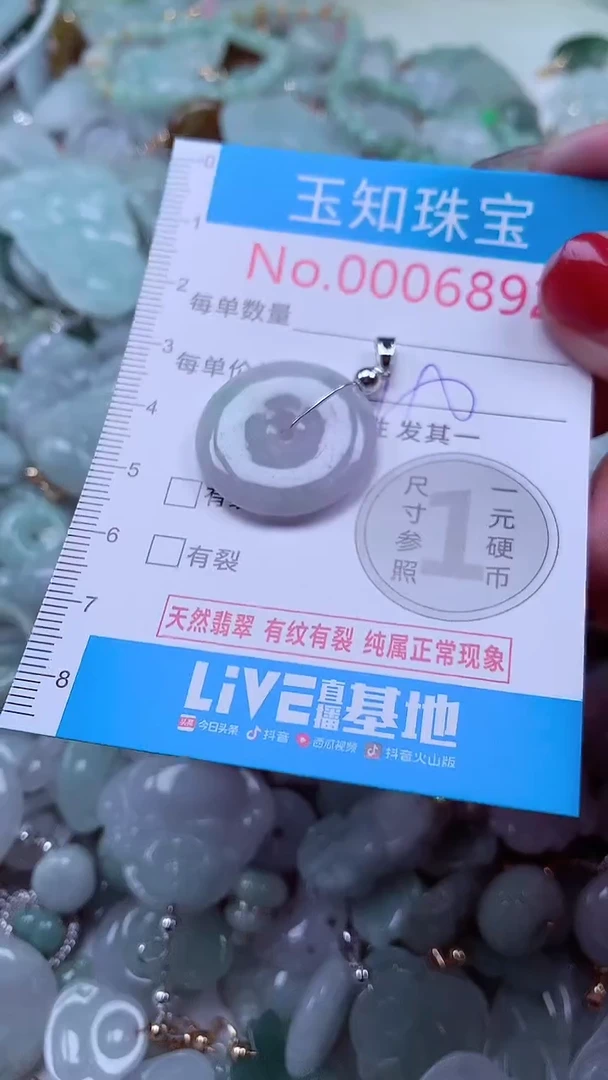 0
玉知珠宝
1
No.000689
2
每单数量
3
每单价
4
发其一
5
有
尺寸参照
1
一元硬币
6
有裂
7
天然翡翠 有纹有裂 纯属正常现象
8
LiVE直播基地
头条 今日头菜 抖音 西瓜视频 抖音火山版